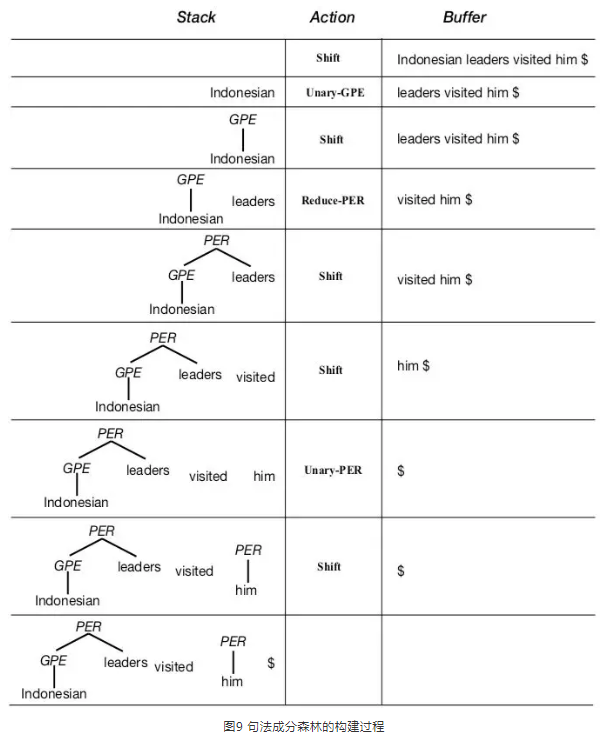 Stack Action Buffer
Shift Indonesian leaders visited him $
Indonesian Unary-GPE leaders visited him $
GPE
Shift leaders visited him $
Indonesian
GPE
leaders Reduce-PER visited him $
Indonesian
PER
GPE leaders Shift visited him $
Indonesian
PER
GPE leaders visited Shift him $
Indonesian
PER
GPE leaders visited him Unary-PER $
Indonesian
PER PER
GPE leaders visited Shift $
him
Indonesian
PER PER
GPE leaders visited $
him
Indonesian
图9 句法成分森林的构建过程